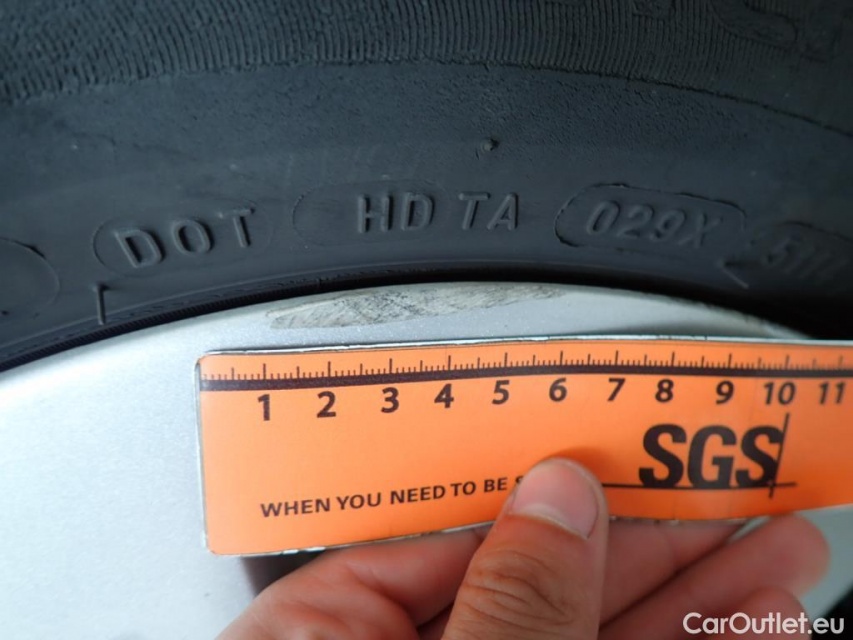 DOT HD TA 029X
1 2 3 4 5 6 7 8 9 10 11
SGS
WHEN YOU NEED TO BE
CarOutlet.eu